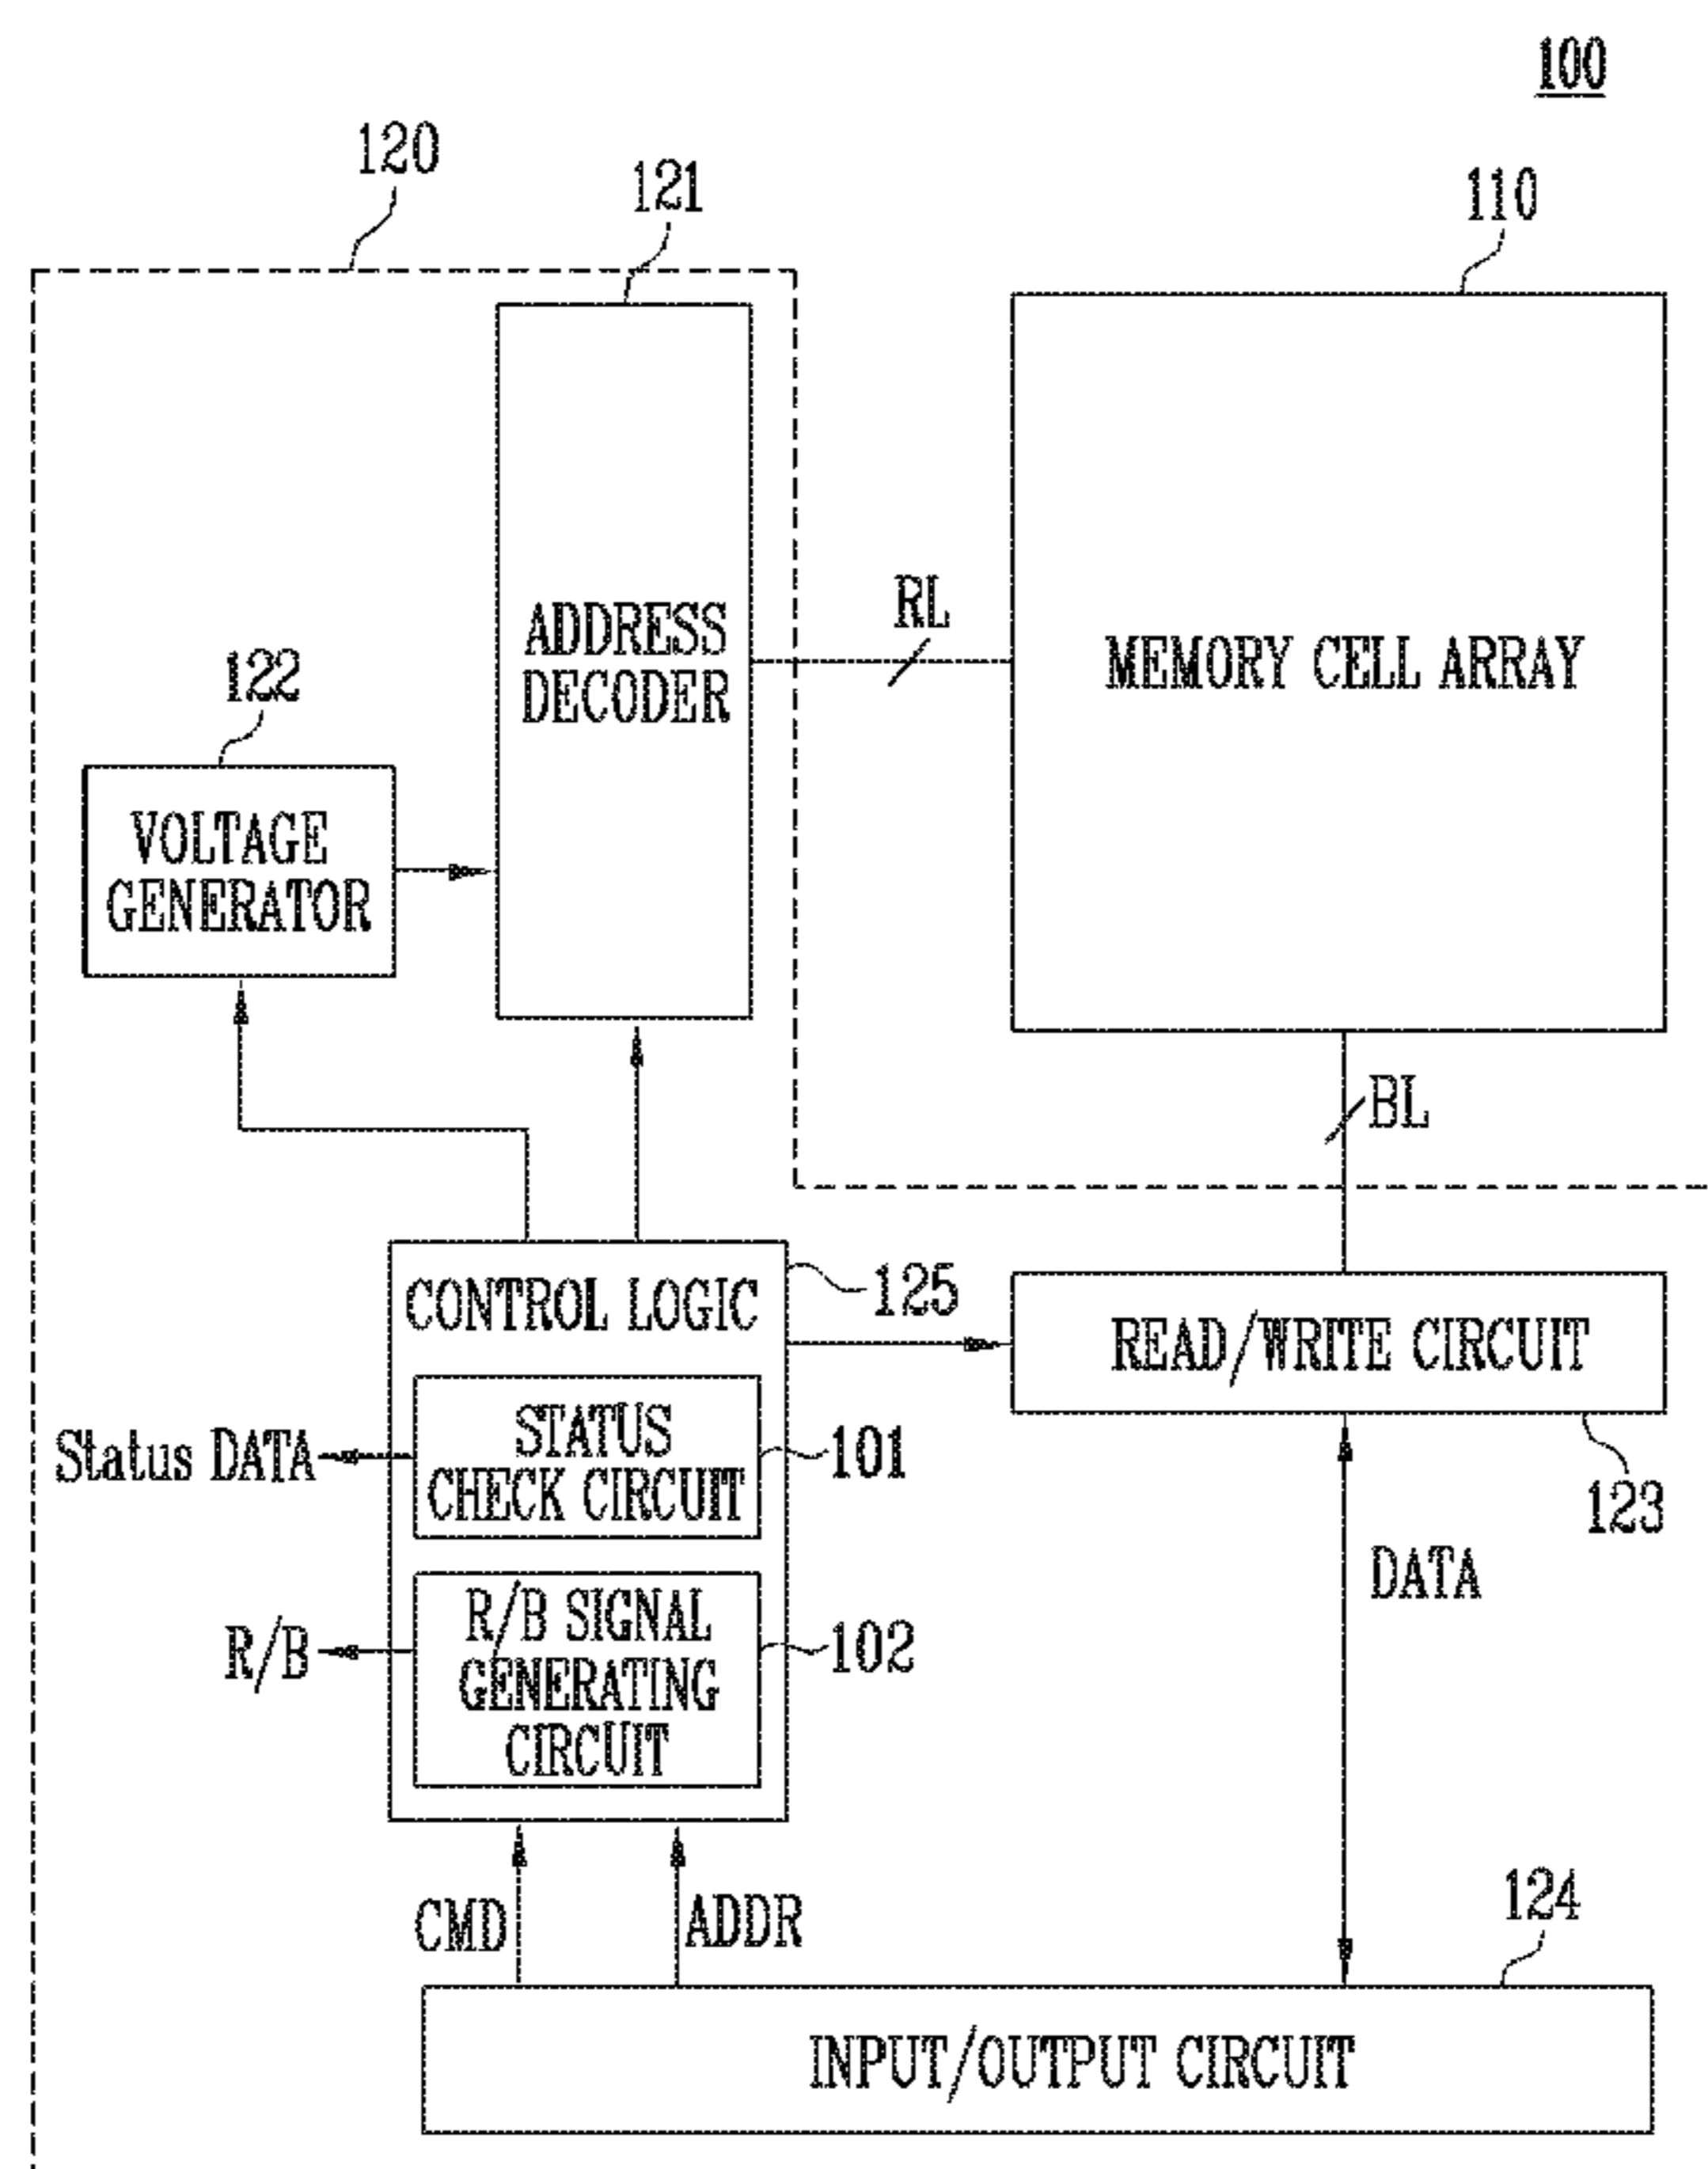 100
120
121
110
ADDRESS
DECODER
RL
MEMORY CELL ARRAY
122
VOLTAGE
GENERATOR
BL
CONTROL LOGIC
125
READ/WRITE CIRCUIT
123
STATUS
CHECK CIRCUIT
101
Status DATA
R/B SIGNAL
GENERATING
CIRCUIT
102
R/B
DATA
CMD
ADDR
124
INPUT/OUTPUT CIRCUIT